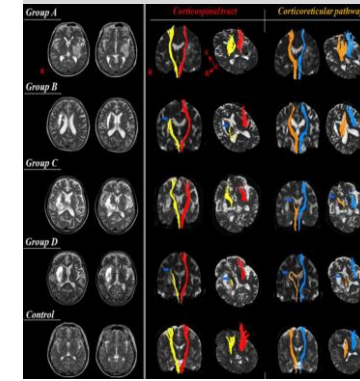 Group A
Corticospinal tract
Corticoreticular pathway
R
R
Group B
Group C
Group D
Control